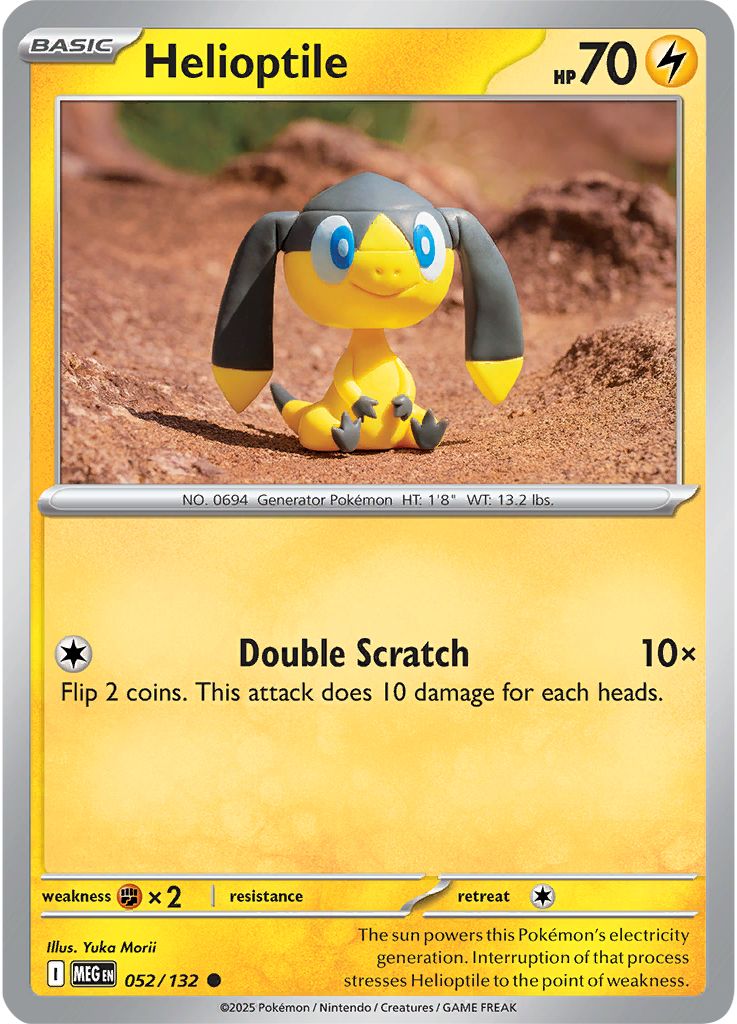 BASIC
Helioptile
HP 70
NO. 0694 Generator Pokémon HT: 1'8" WT: 13.2 lbs.
Double Scratch 10×
Flip 2 coins. This attack does 10 damage for each heads.
weakness ×2 resistance retreat
Illus. Yuka Morii
I MEG EN 052/132
The sun powers this Pokémon's electricity
generation. Interruption of that process
stresses Helioptile to the point of weakness.
©2025 Pokémon / Nintendo / Creatures / GAME FREAK